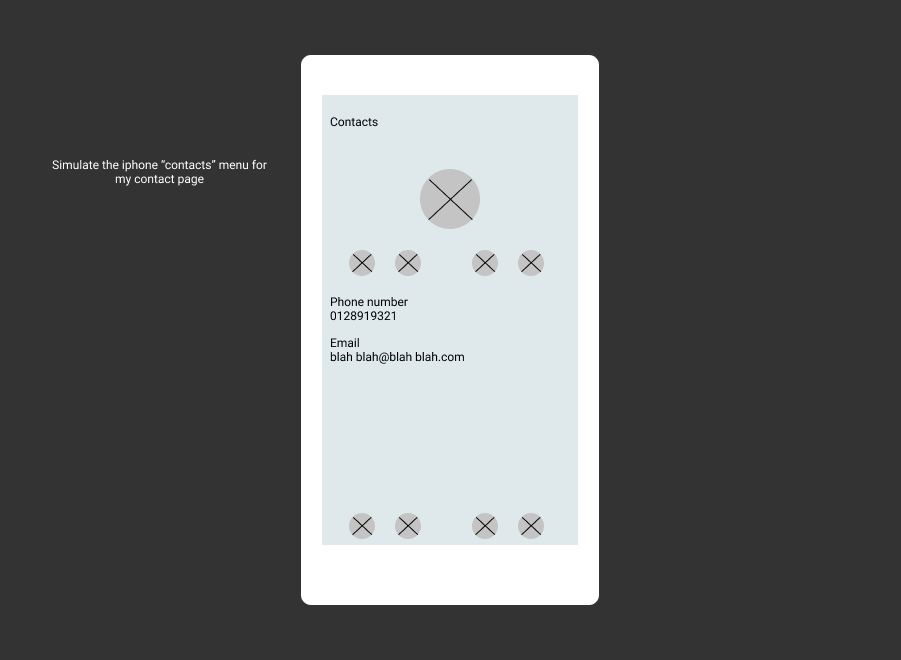 Contacts
Simulate the iphone “contacts” menu for
my contact page
Phone number
0128919321
Email
blah blah@blah blah.com